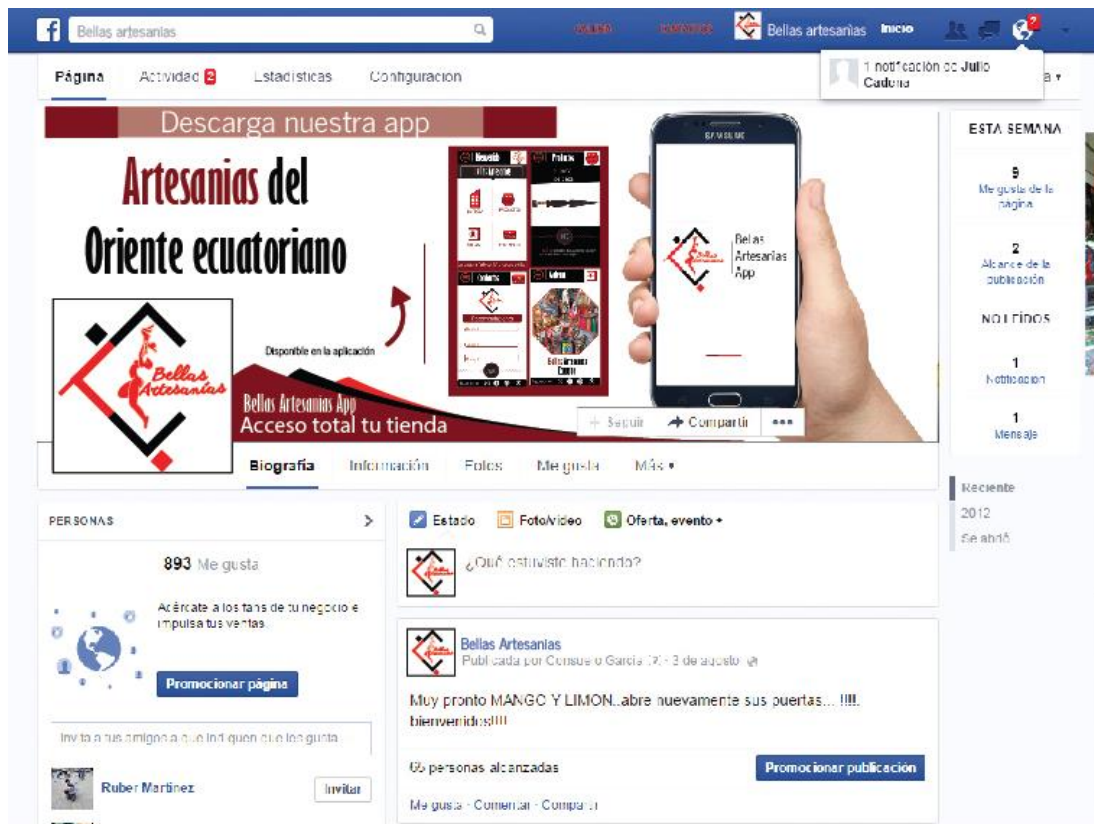 Bellas artesanías
Bellas artesanías
Inicio
2
1 notificación de Julio
Cadena
Página
Actividad 2
Estadísticas
Configuración
Descarga nuestra app
Artesanias del
Oriente ecuatoriano
SAMSUNG
Bellas
Artesanias
App
Bellas
Artesanías
Disponible en la aplicación
Bellas Artesanias App
Acceso total tu tienda
Seguir
Compartir
Biografía
Información
Fotos
Me gusta
Más
ESTA SEMANA
9
Me gusta de la
página
2
Alcance de la
publicación
NO LEÍDOS
1
Notificación
1
Mensaje
Reciente
2012
Se abrió
PERSONAS
893 Me gusta
Acércate a los fans de tu negocio e
impulsa tus ventas.
Promocionar página
Invita a tus amigos a que indiquen que les gusta
Ruber Martinez
Invitar
Estado
Foto/video
Oferta, evento +
¿Qué estuviste haciendo?
Bellas Artesanias
Publicada por Consuelo Garcia [?] · 3 de agosto
Muy pronto MANGO Y LIMON..abre nuevamente sus puertas... !!!!.
bienvenidos!!!!
65 personas alcanzadas
Promocionar publicación
Me gusta · Comentar · Compartir